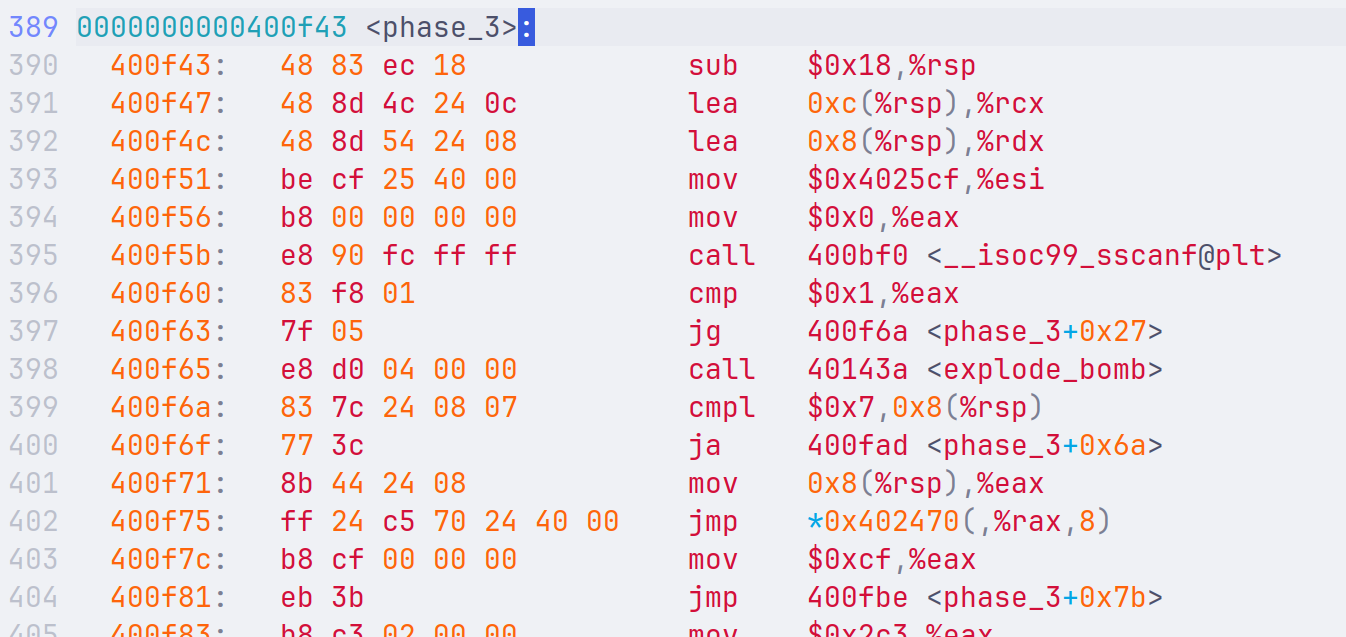 389 0000000000400f43 <phase_3>:
390 400f43: 48 83 ec 18 sub $0x18,%rsp
391 400f47: 48 8d 4c 24 0c lea 0xc(%rsp),%rcx
392 400f4c: 48 8d 54 24 08 lea 0x8(%rsp),%rdx
393 400f51: be cf 25 40 00 mov $0x4025cf,%esi
394 400f56: b8 00 00 00 00 mov $0x0,%eax
395 400f5b: e8 90 fc ff ff call 400bf0 <__isoc99_sscanf@plt>
396 400f60: 83 f8 01 cmp $0x1,%eax
397 400f63: 7f 05 jg 400f6a <phase_3+0x27>
398 400f65: e8 d0 04 00 00 call 40143a <explode_bomb>
399 400f6a: 83 7c 24 08 07 cmpl $0x7,0x8(%rsp)
400 400f6f: 77 3c ja 400fad <phase_3+0x6a>
401 400f71: 8b 44 24 08 mov 0x8(%rsp),%eax
402 400f75: ff 24 c5 70 24 40 00 jmp *0x402470(,%rax,8)
403 400f7c: b8 cf 00 00 00 mov $0xcf,%eax
404 400f81: eb 3b jmp 400fbe <phase_3+0x7b>
405 400f83: b8 c3 02 00 00 mov $0x2c3,%eax